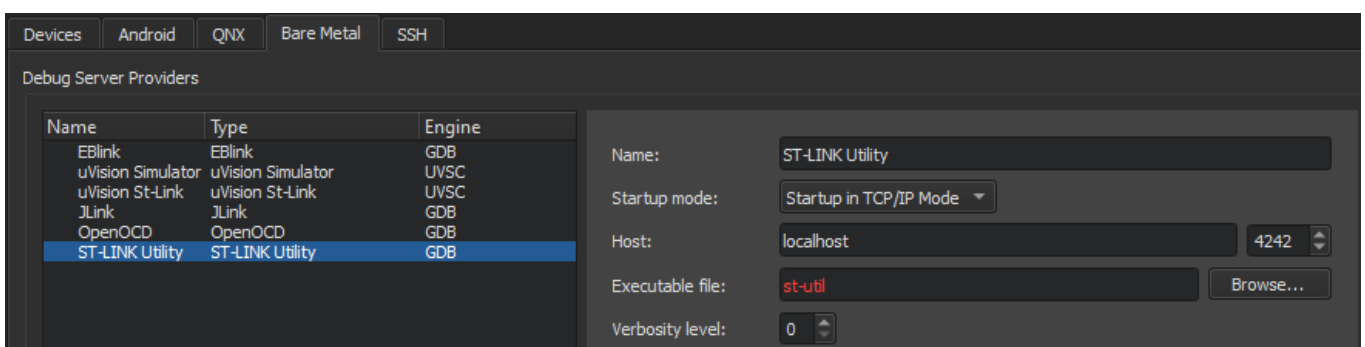 Devices Android QNX Bare Metal SSH
Debug Server Providers
Name Type Engine
EBlink EBlink GDB
uVision Simulator uVision Simulator UVSC
uVision St-Link uVision St-Link UVSC
JLink JLink GDB
OpenOCD OpenOCD GDB
ST-LINK Utility ST-LINK Utility GDB
Name: ST-LINK Utility
Startup mode: Startup in TCP/IP Mode
Host: localhost 4242
Executable file: st-util Browse...
Verbosity level: 0